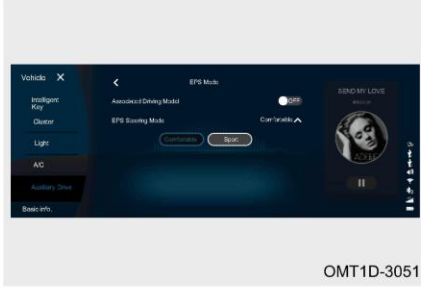 Vehicle X
Intelligent
Key
Cluster
Light
A/C
Auxiliary Drive
Basic info.
EPS Mode
Associated Driving Model
OFF
EPS Steering Mode
Comfortable
Comfortable
Sport
SEND MY LOVE
ADELE
OMT1D-3051